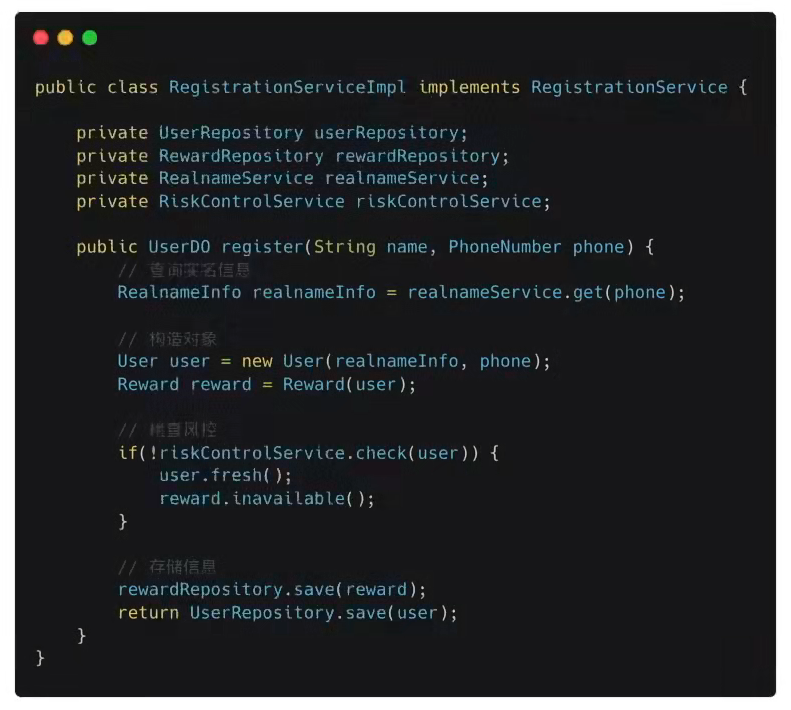 public class RegistrationServiceImpl implements RegistrationService {
private UserRepository userRepository;
private RewardRepository rewardRepository;
private RealnameService realnameService;
private RiskControlService riskControlService;
public UserDO register(String name, PhoneNumber phone) {
// 查询实名信息
RealnameInfo realnameInfo = realnameService.get(phone);
// 构造对象
User user = new User(realnameInfo, phone);
Reward reward = Reward(user);
// 检查风控
if(!riskControlService.check(user)) {
user.fresh();
reward.inavailable();
}
// 存储信息
rewardRepository.save(reward);
return UserRepository.save(user);
}
}